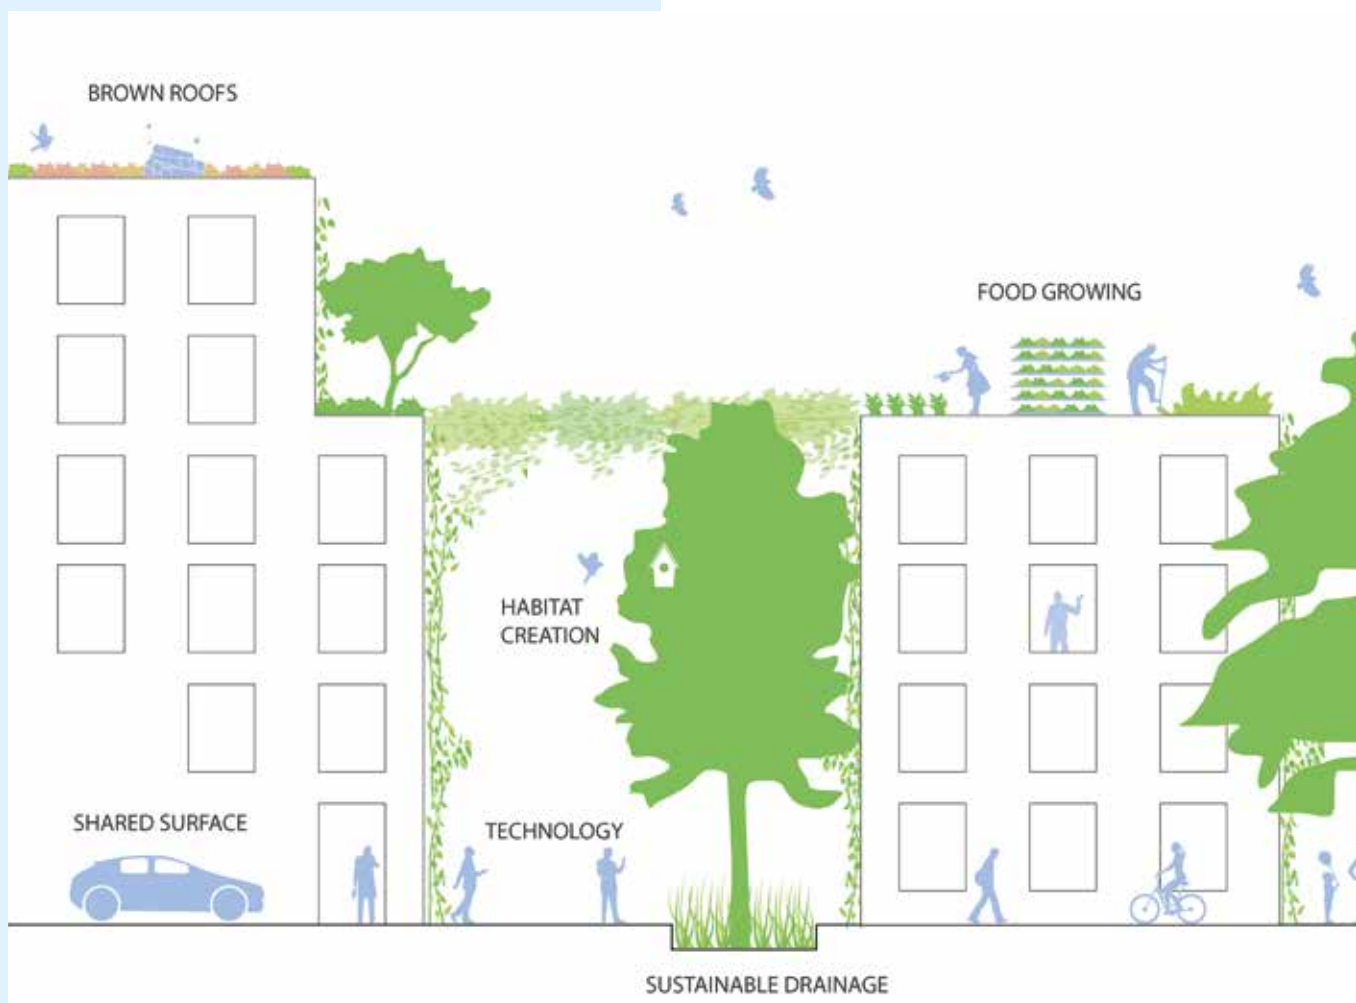 BROWN ROOFS
FOOD GROWING
HABITAT
CREATION
SHARED SURFACE
TECHNOLOGY
SUSTAINABLE DRAINAGE